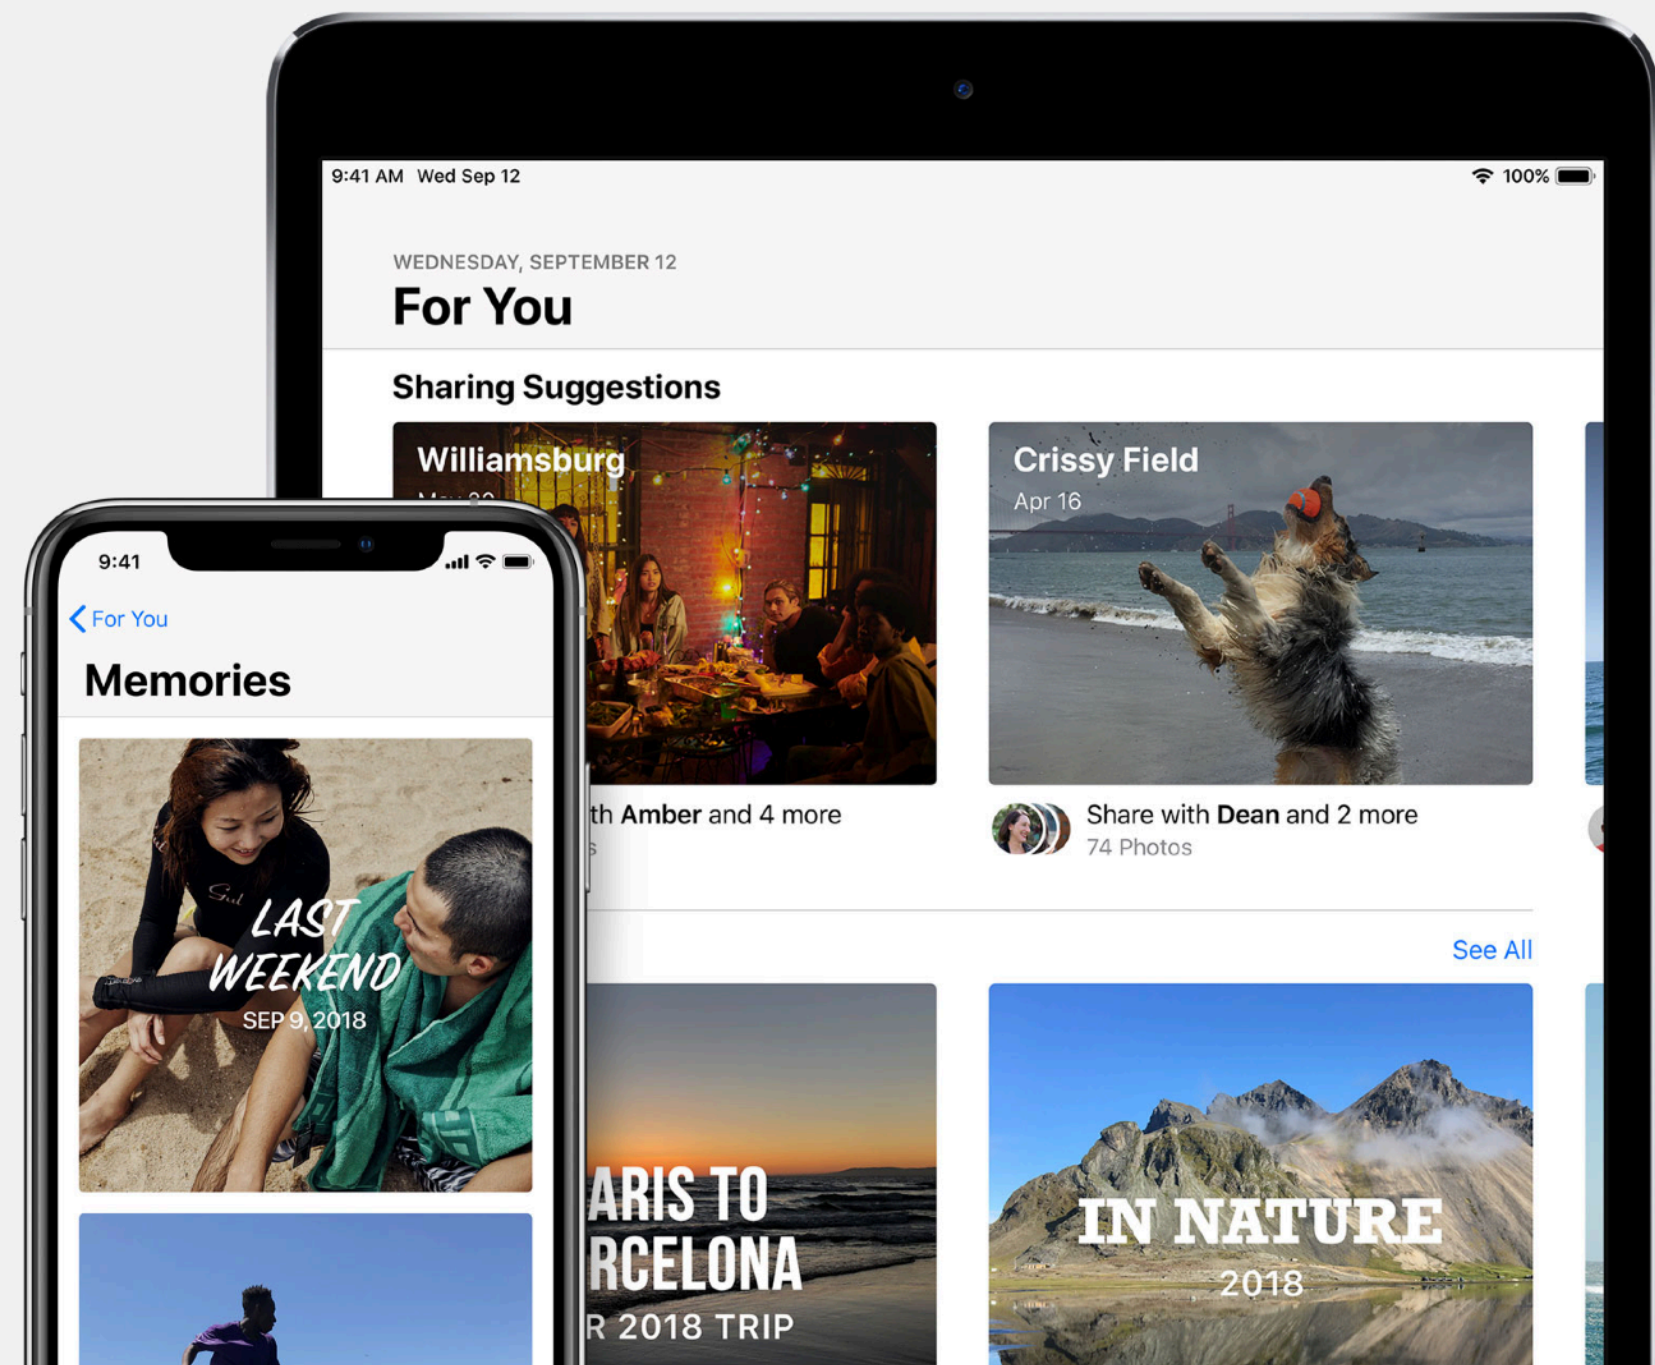 9:41 AM Wed Sep 12
100%
WEDNESDAY, SEPTEMBER 12
For You
Sharing Suggestions
Williamsburg
Crissy Field
Apr 16
th Amber and 4 more
Share with Dean and 2 more
74 Photos
See All
ARIS TO
RCELONA
R 2018 TRIP
IN NATURE
2018
9:41
For You
Memories
Gul
LAST
WEEKEND
SEP 9, 2018